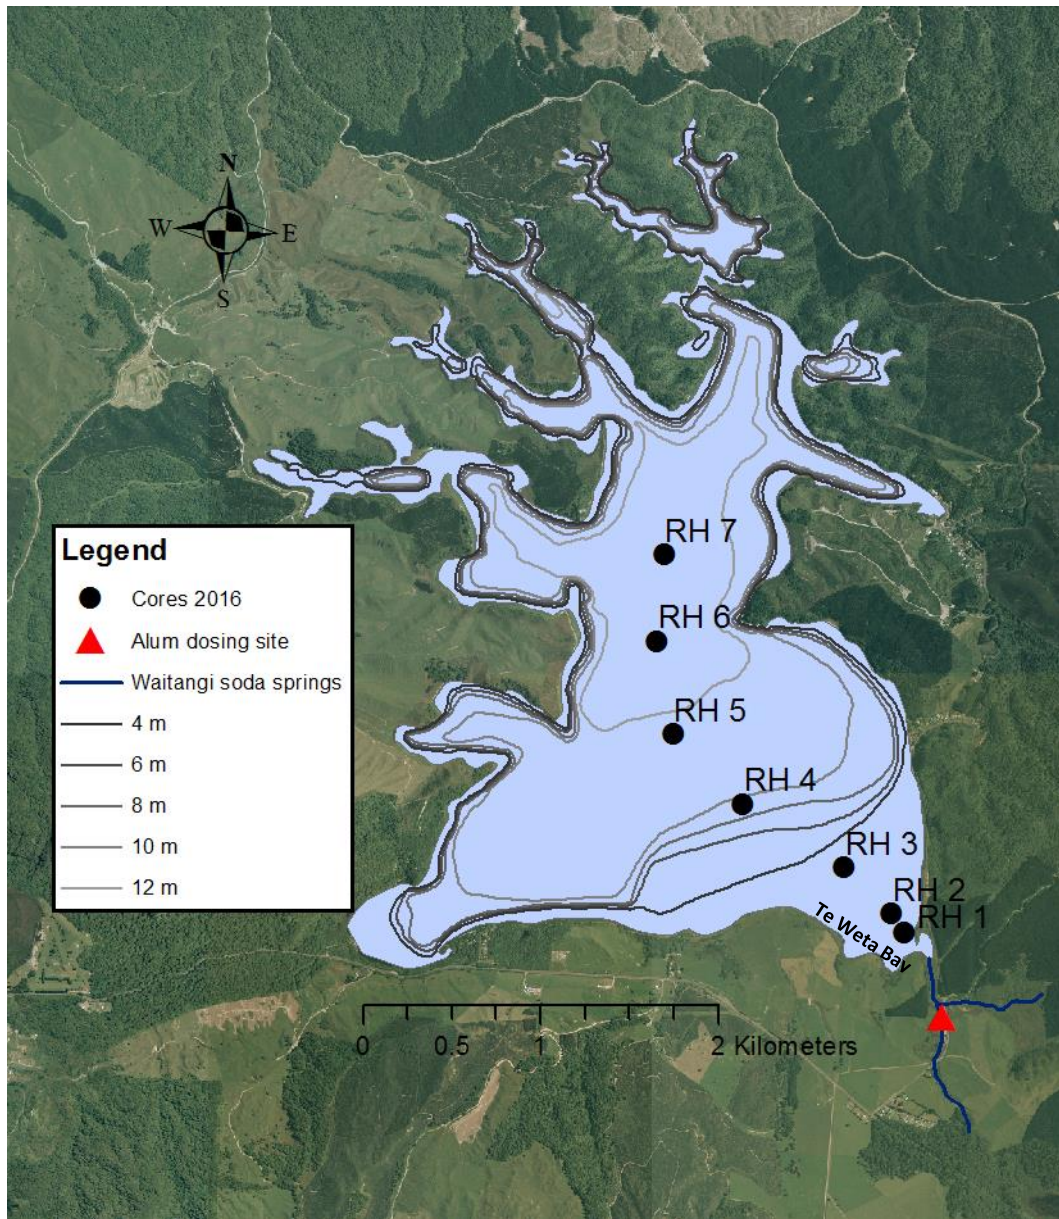 N
W E
S
RH 7
Legend
Cores 2016
Alum dosing site
Waitangi soda springs
4 m
6 m
8 m
10 m
12 m
RH 6
RH 5
RH 4
RH 3
RH 2
RH 1
Te Weta Bay
0 0.5 1 2 Kilometers